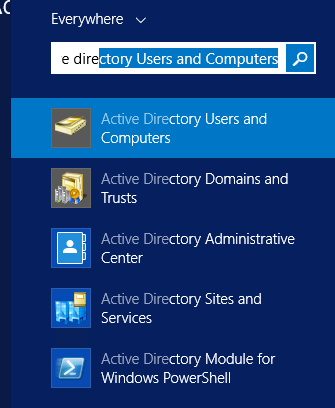 Everywhere
e directory Users and Computers
Active Directory Users and
Computers
Active Directory Domains and
Trusts
Active Directory Administrative
Center
Active Directory Sites and
Services
Active Directory Module for
Windows PowerShell